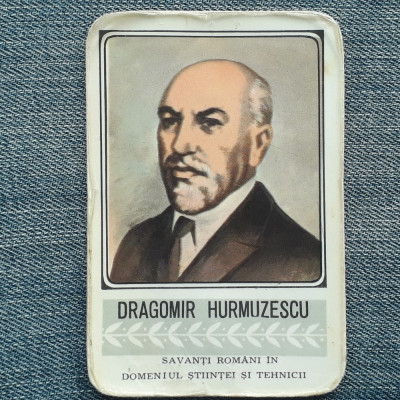 DRAGOMIR HURMUZESCU
SAVANȚI ROMÂNI ÎN
DOMENIUL ȘTIINȚEI ȘI TEHNICII